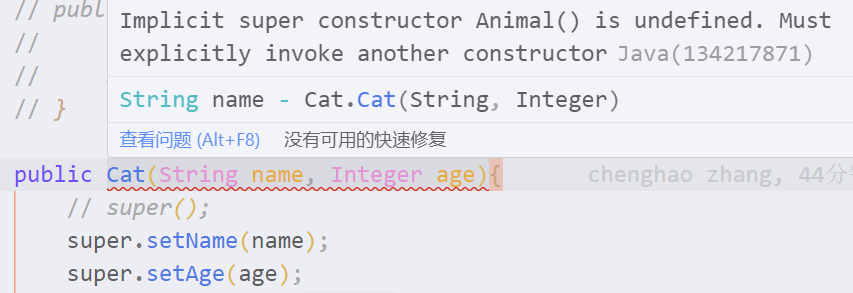 // publ
Implicit super constructor Animal() is undefined. Must
//
explicitly invoke another constructor Java(134217871)
//
String name - Cat.Cat(String, Integer)
// }
查看问题 (Alt+F8) 没有可用的快速修复
public Cat(String name, Integer age){ chenghao zhang, 44分
// super();
super.setName(name);
super.setAge(age);